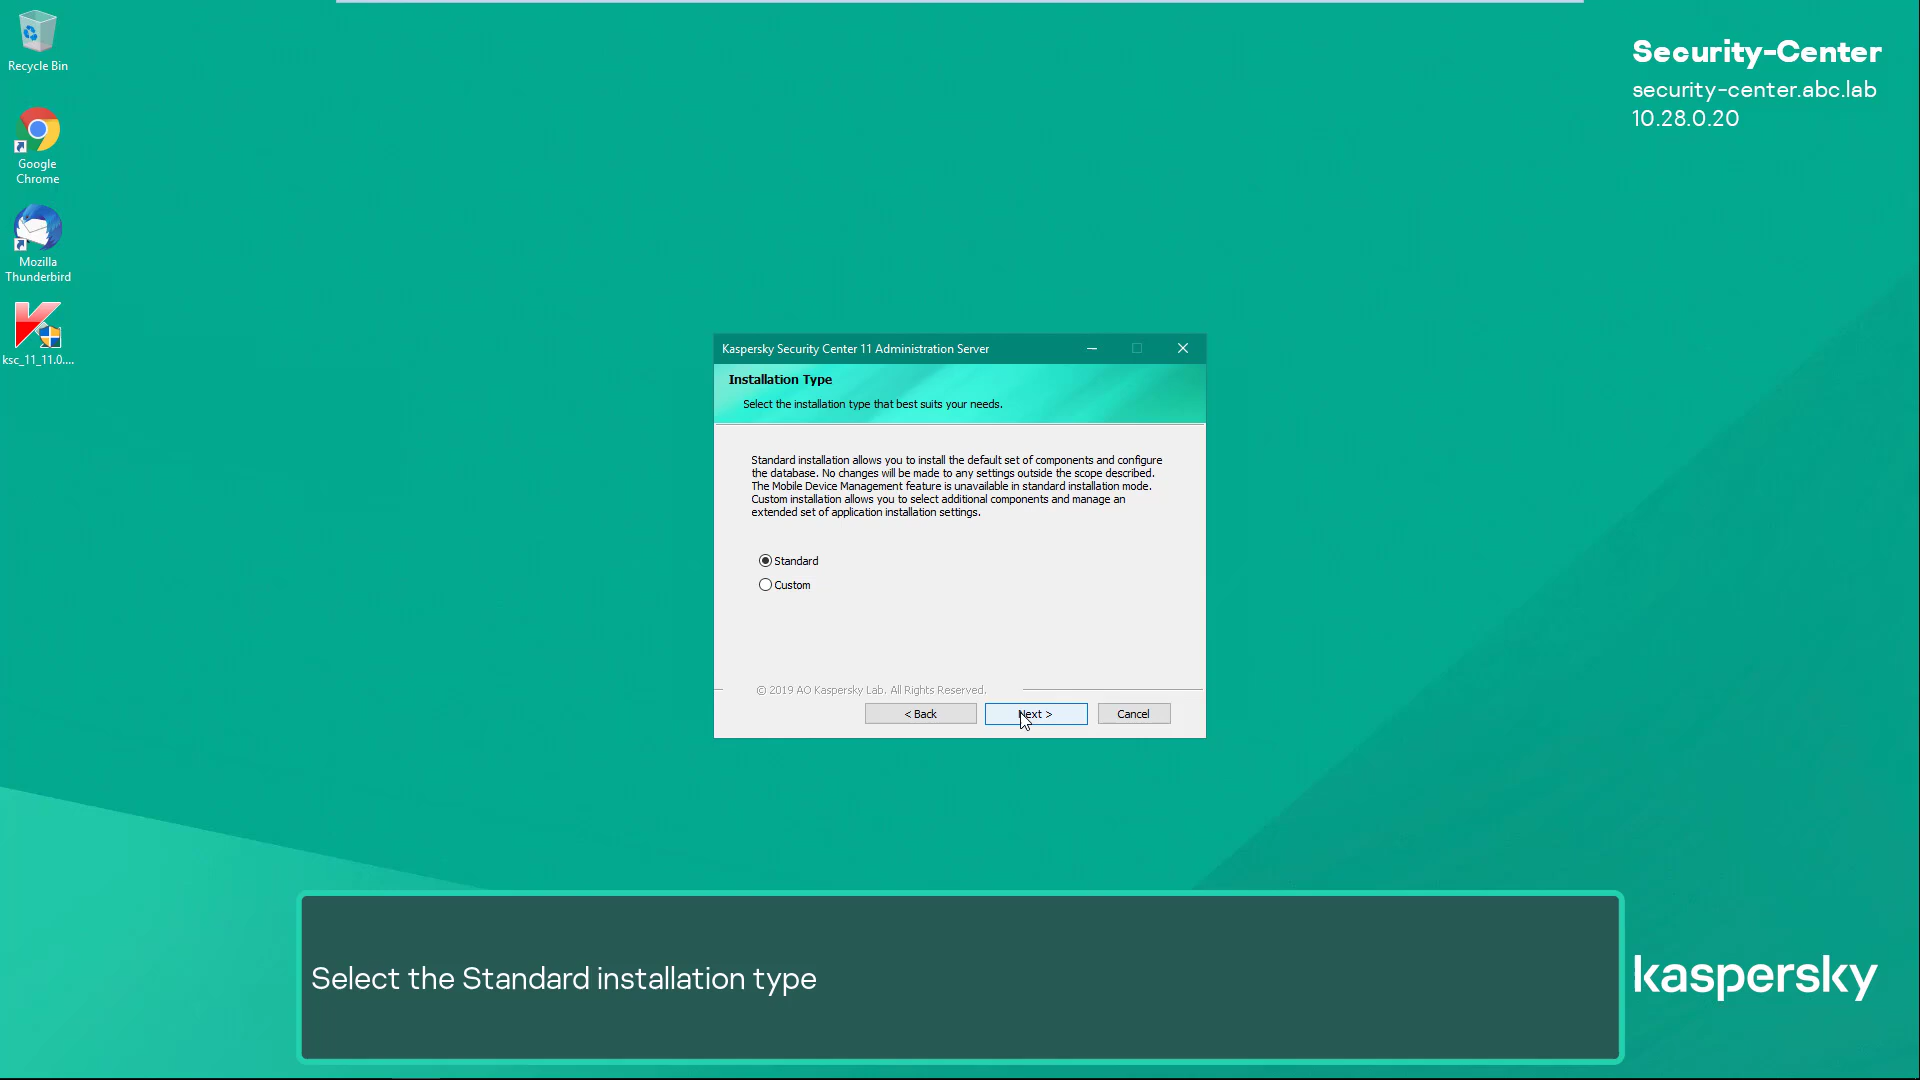 Recycle Bin
Google
Chrome
Mozilla
Thunderbird
ksc_11_11.0....
Security-Center
security-center.abc.lab
10.28.0.20
Kaspersky Security Center 11 Administration Server
Installation Type
Select the installation type that best suits your needs.
Standard installation allows you to install the default set of components and configure
the database. No changes will be made to any settings outside the scope described.
The Mobile Device Management feature is unavailable in standard installation mode.
Custom installation allows you to select additional components and manage an
extended set of application installation settings.
Standard
Custom
© 2019 AO Kaspersky Lab. All Rights Reserved.
< Back
Next >
Cancel
Select the Standard installation type
kaspersky